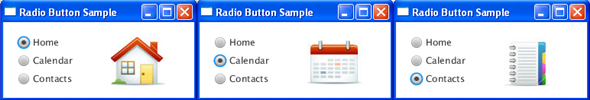 Radio Button Sample
Home
Calendar
Contacts
Radio Button Sample
Home
Calendar
Contacts
Radio Button Sample
Home
Calendar
Contacts